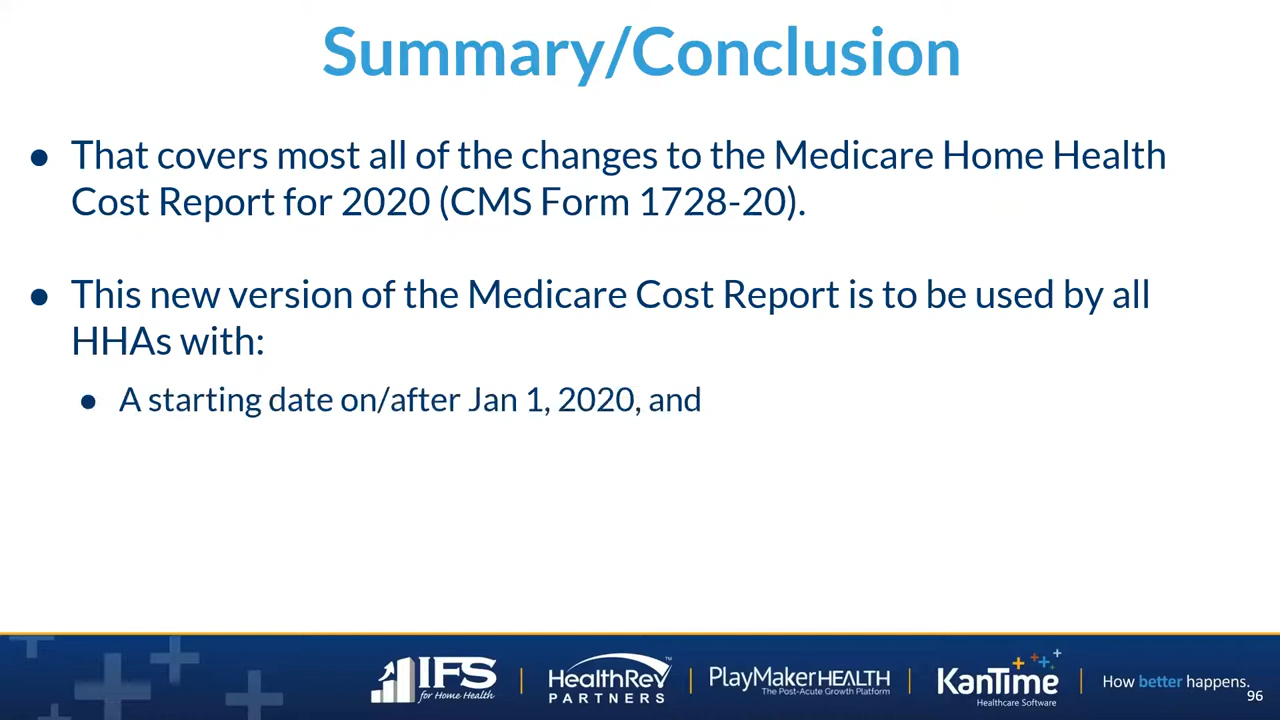 Summary/Conclusion
● That covers most all of the changes to the Medicare Home Health
Cost Report for 2020 (CMS Form 1728-20).
● This new version of the Medicare Cost Report is to be used by all
HHAs with:
● A starting date on/after Jan 1, 2020, and
IFS
for Home Health
HealthRev™
PARTNERS
PlayMakerHEALTH
The Post-Acute Growth Platform
KanTime
Healthcare Software
How better happens.
96